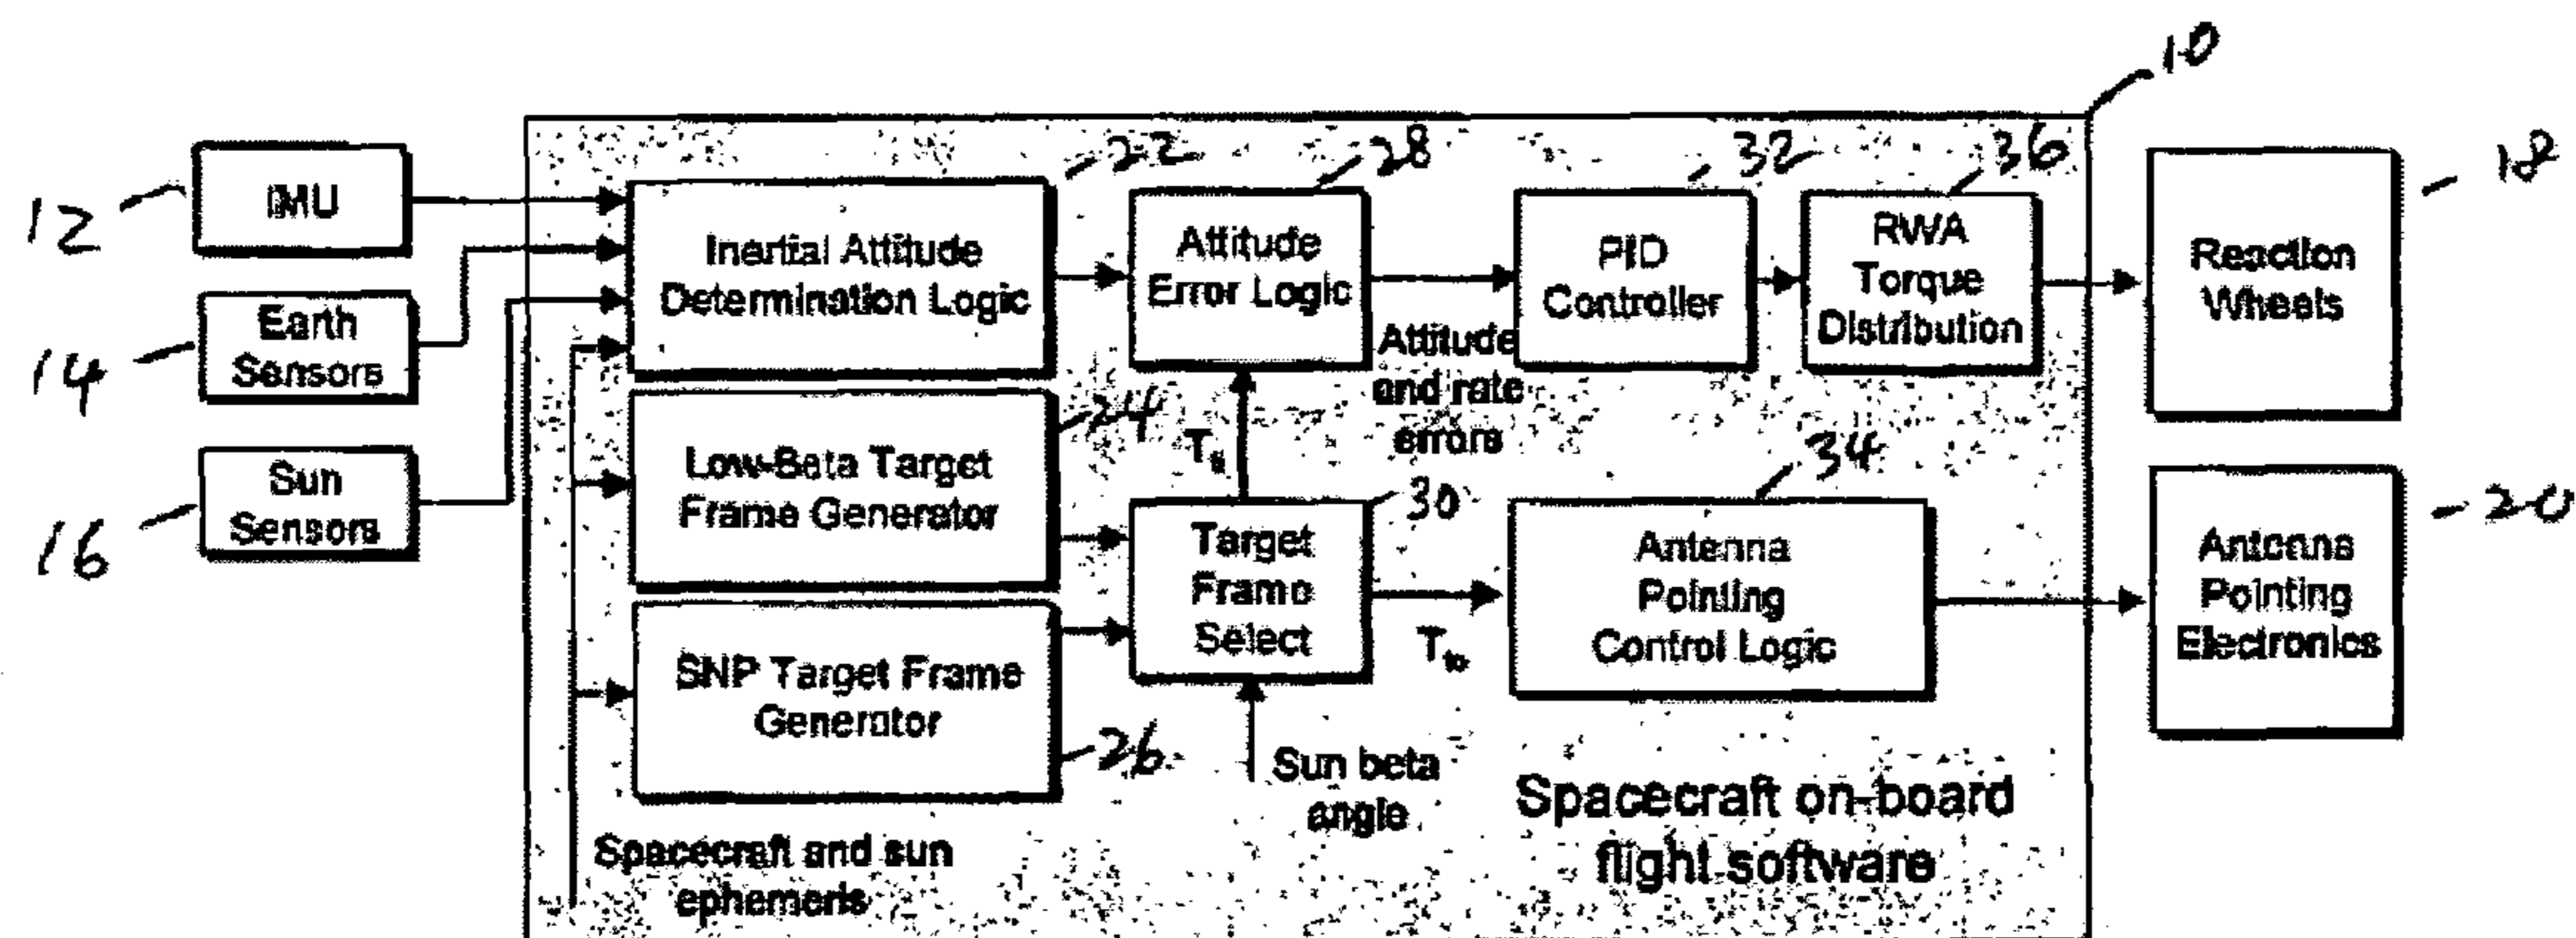 10
12
IMU
22
28
32
36
18
Inertial Attitude
Determination Logic
Attitude
Error Logic
PID
Controller
RWA
Torque
Distribution
Reaction
Wheels
14
Earth
Sensors
Attitude
and rate
errors
16
Sun
Sensors
24
Low-Beta Target
Frame Generator
30
Target
Frame
Select
34
Antenna
Pointing
Control Logic
20
Antenna
Pointing
Electronics
26
SNP Target Frame
Generator
Sun beta
angle
Spacecraft and sun
ephemeris
Spacecraft on-board
flight software